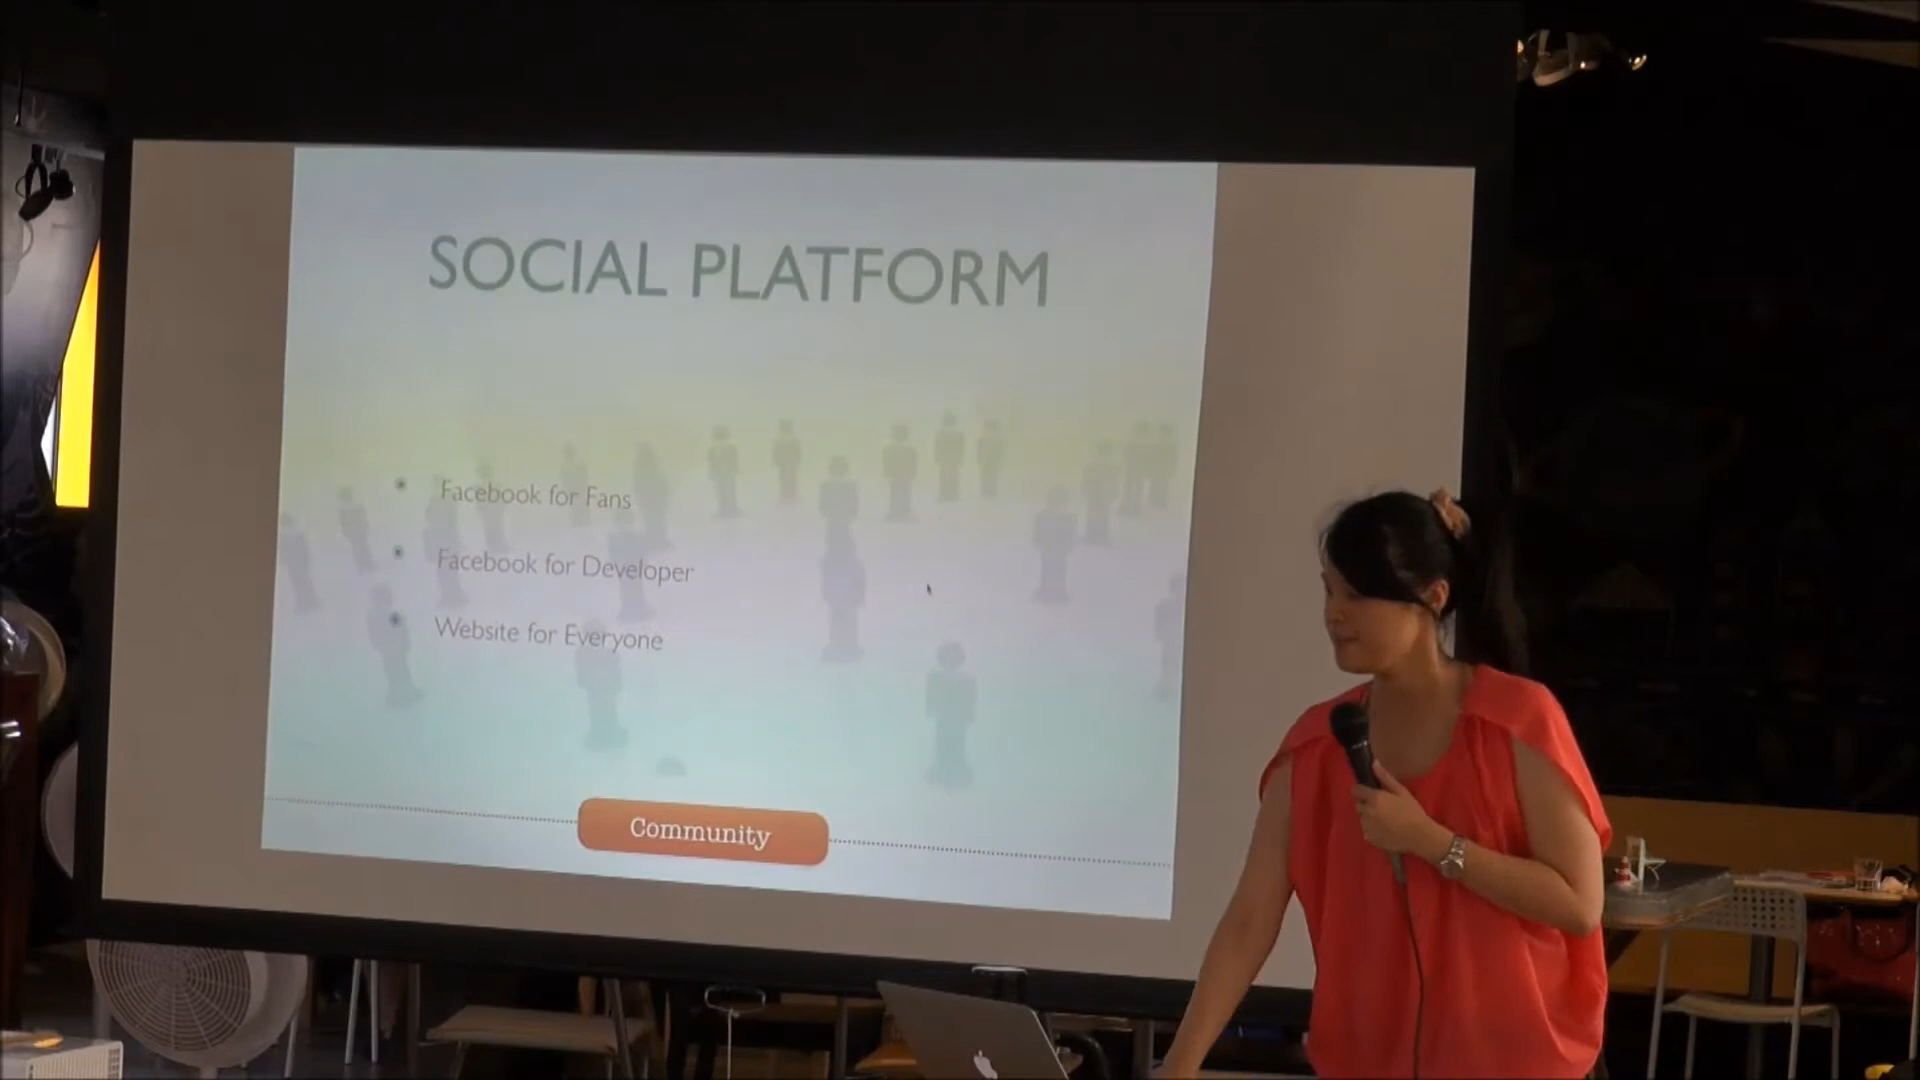 SOCIAL PLATFORM
Facebook for Fans
Facebook for Developer
Website for Everyone
Community